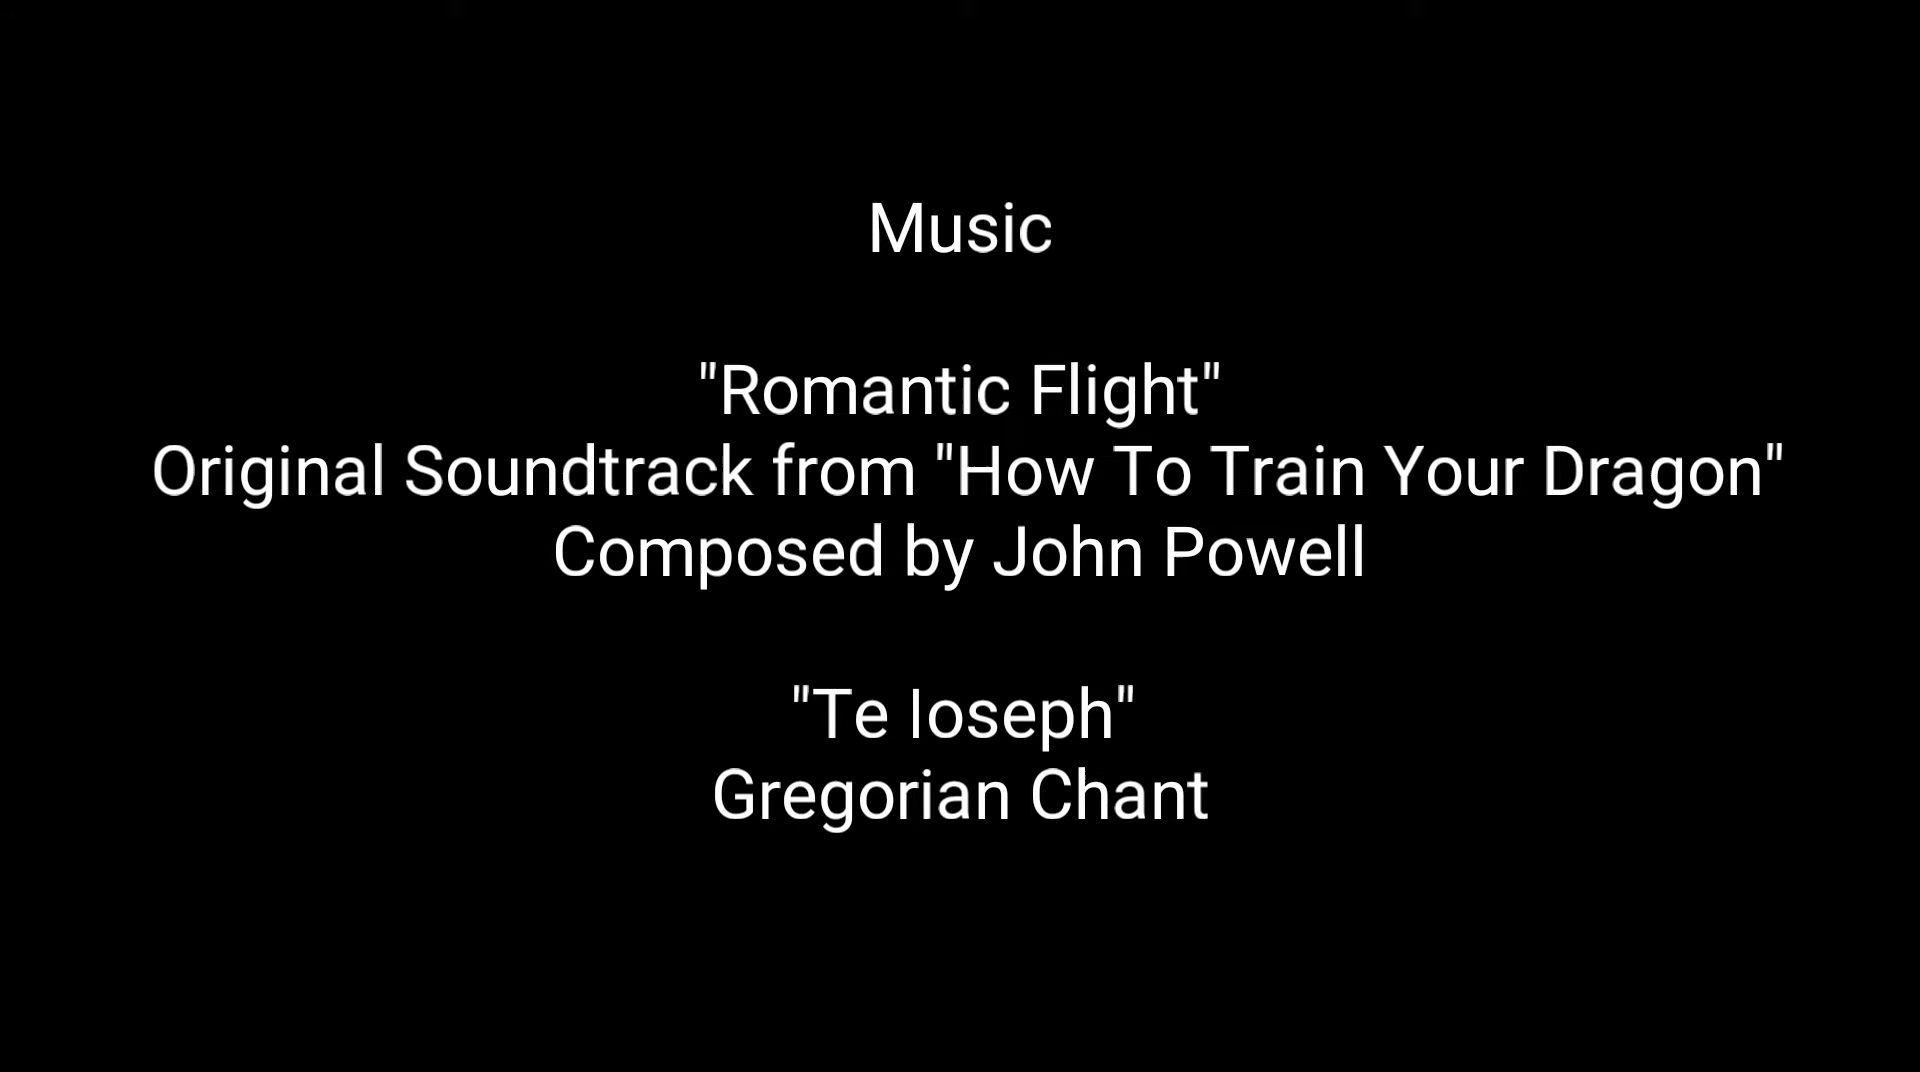 Music
"Romantic Flight"
Original Soundtrack from "How To Train Your Dragon"
Composed by John Powell
"Te Ioseph"
Gregorian Chant